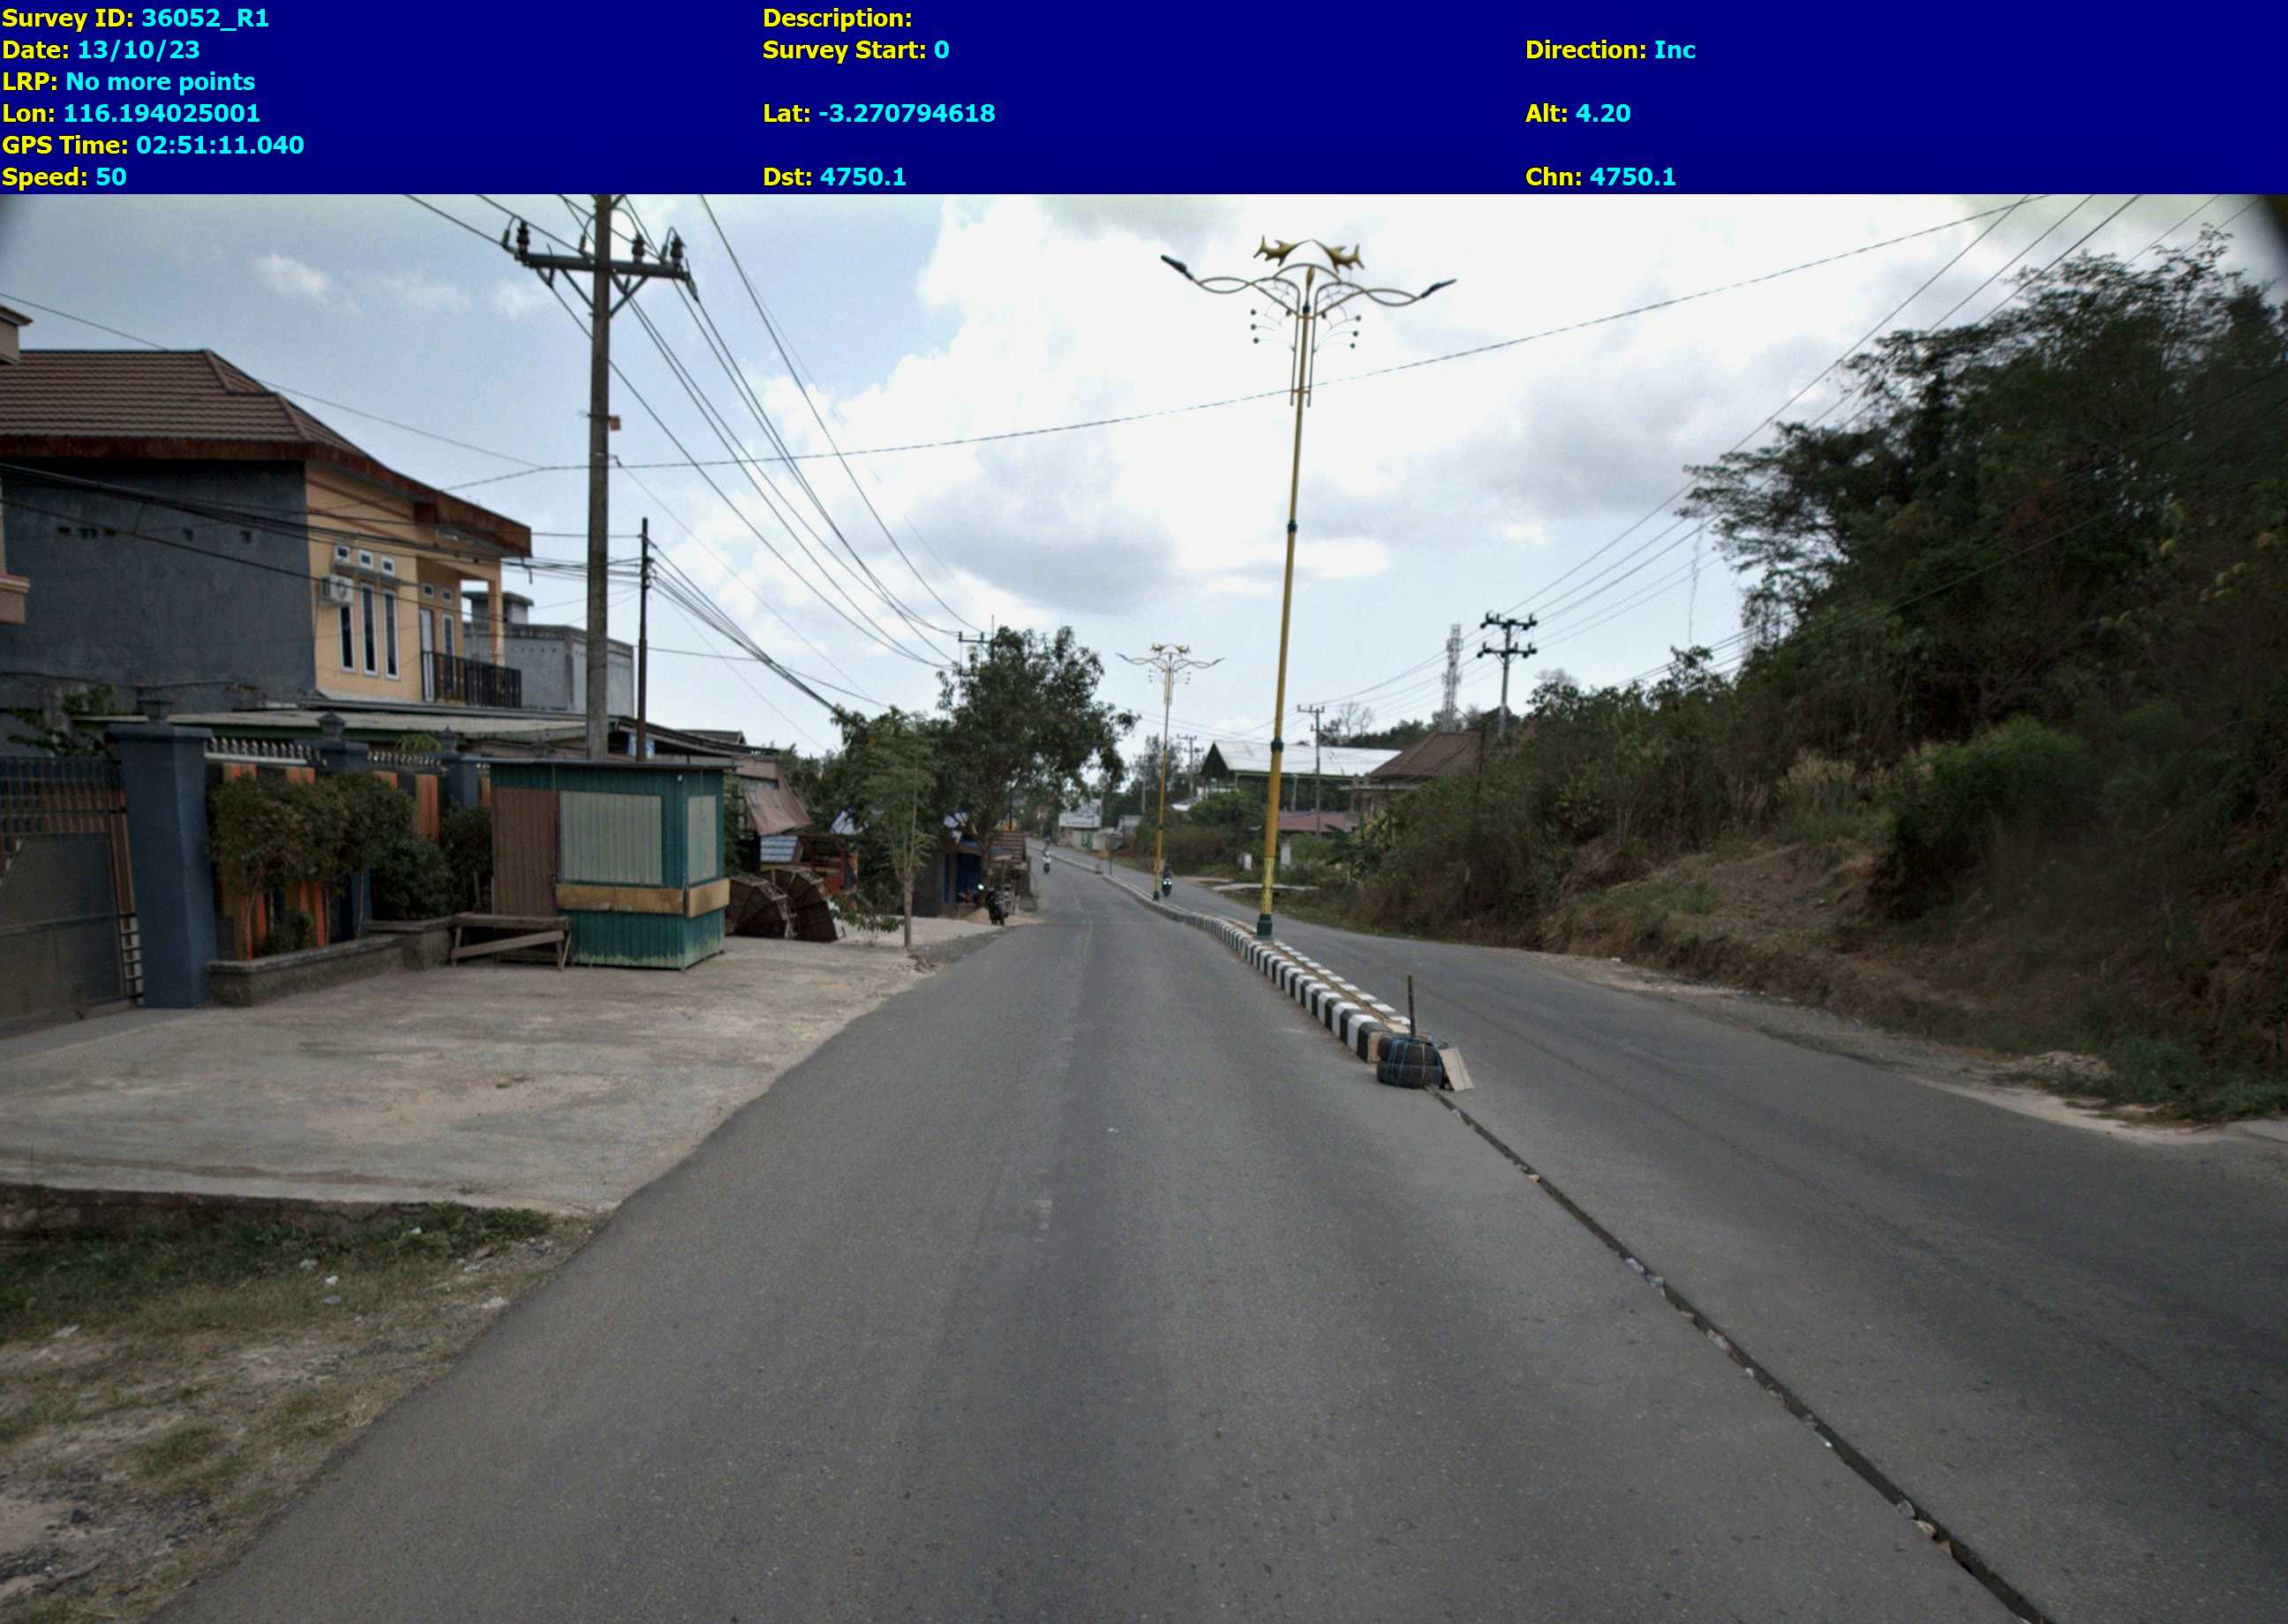 Survey ID: 36052_R1
Description:
Date: 13/10/23
Survey Start: 0
Direction: Inc
LRP: No more points
Lon: 116.194025001
Lat: -3.270794618
Alt: 4.20
GPS Time: 02:51:11.040
Speed: 50
Dst: 4750.1
Chn: 4750.1